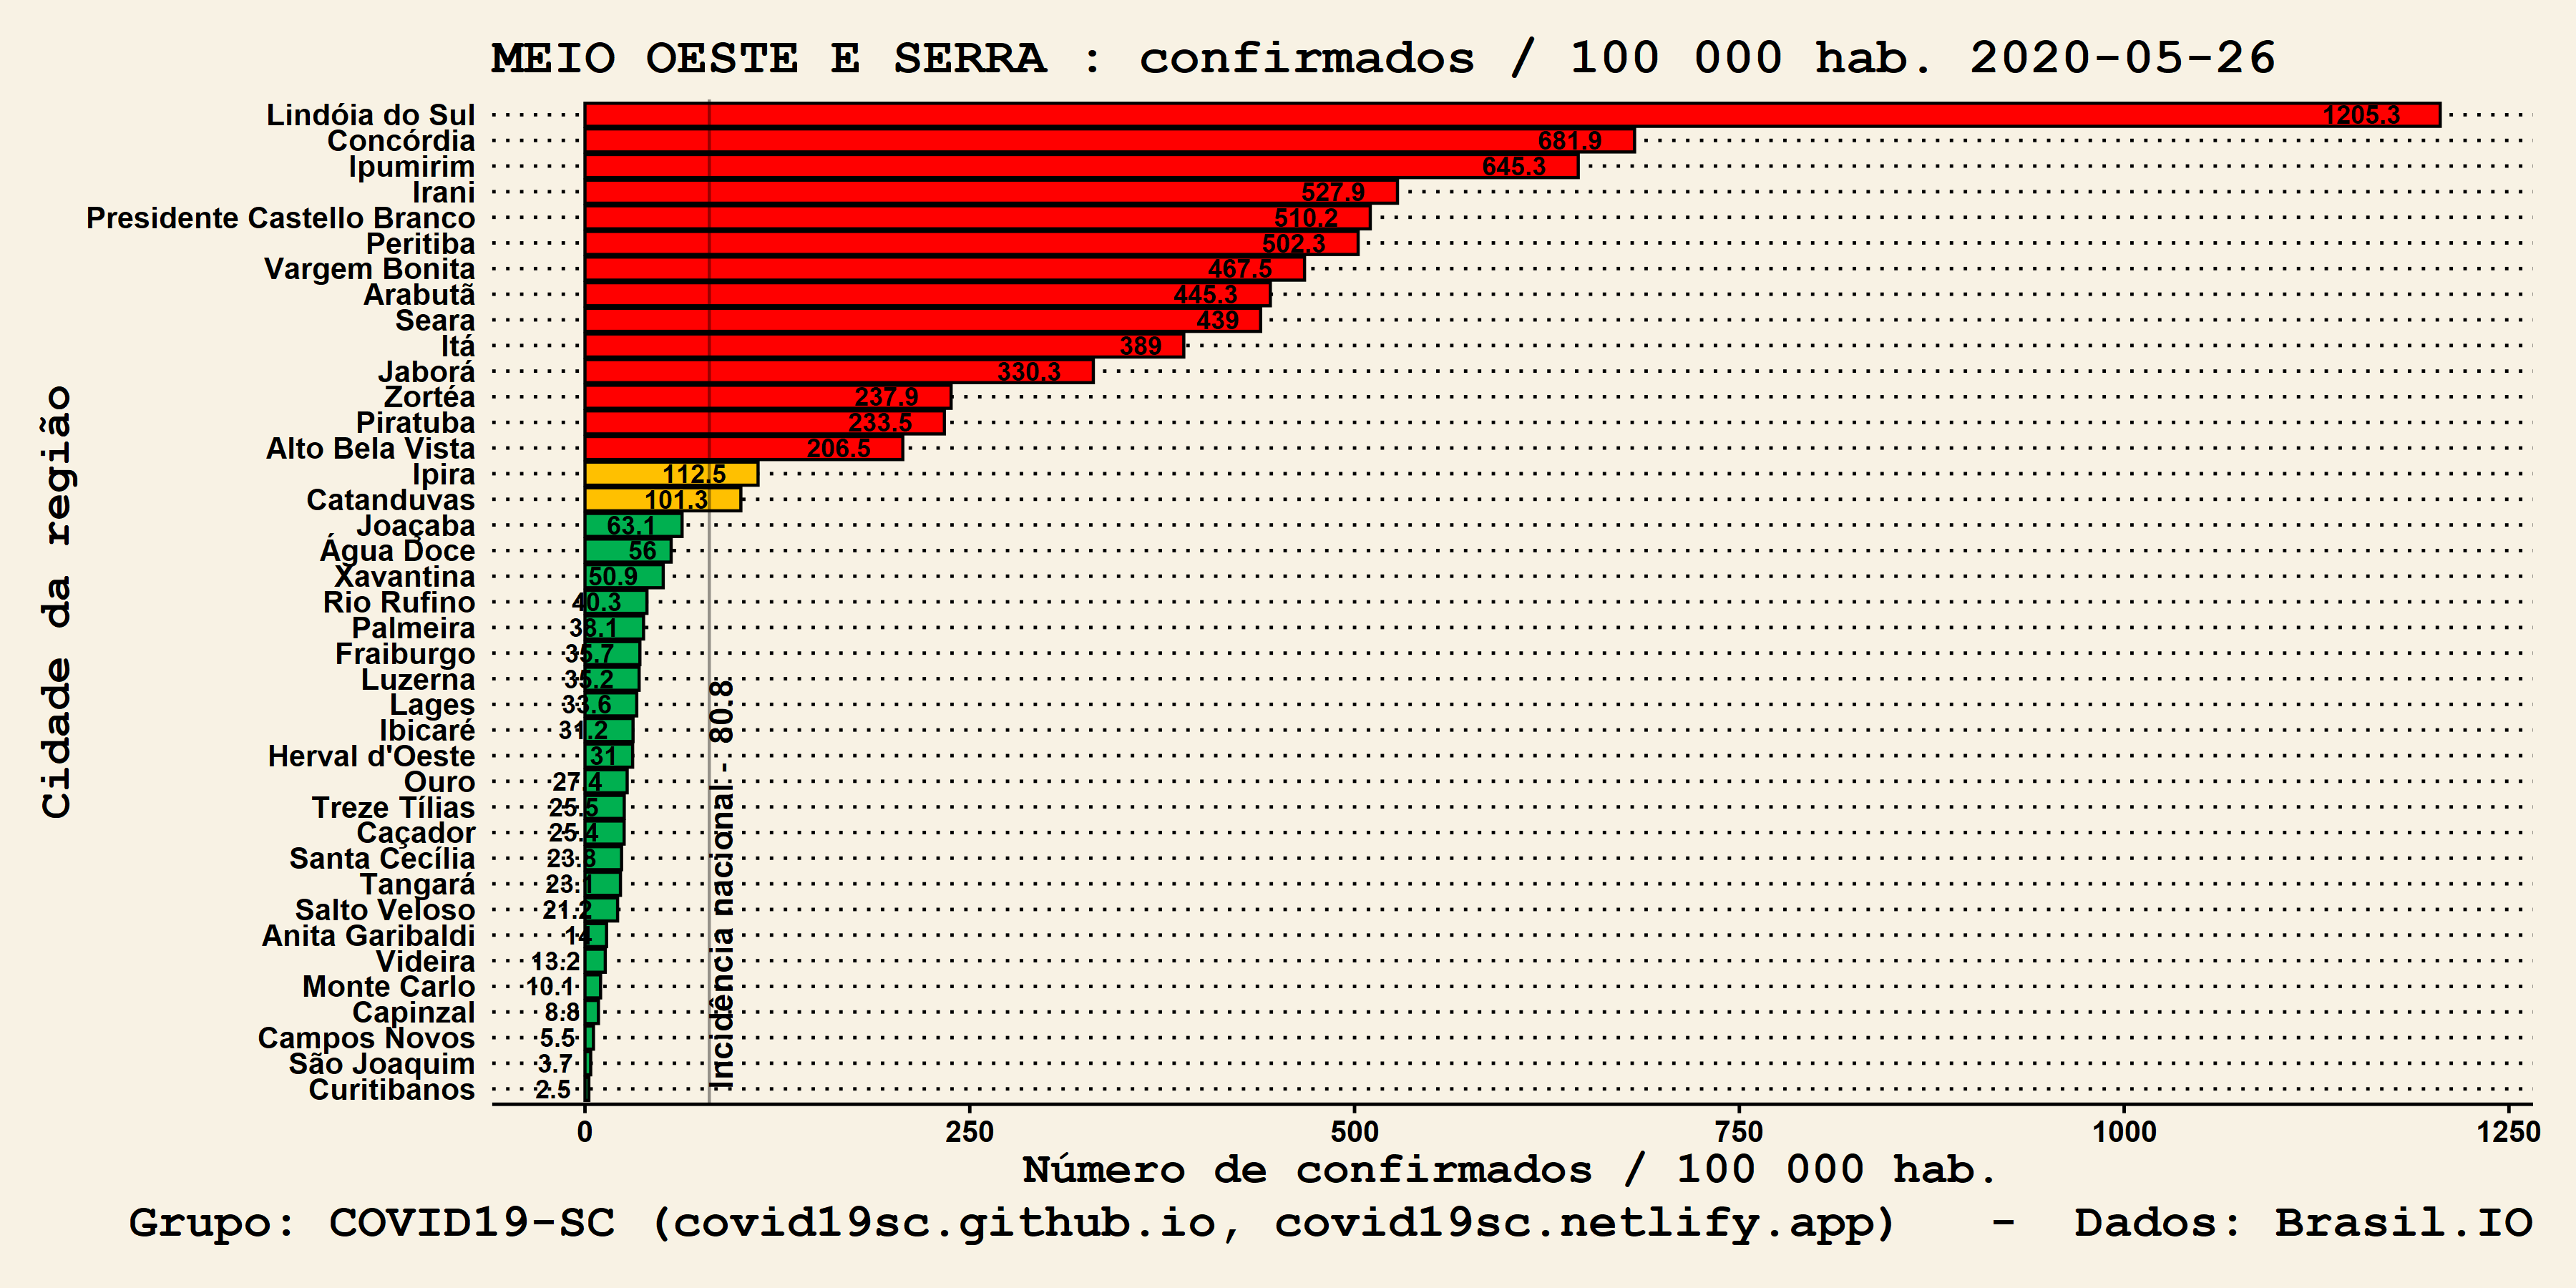 MEIO OESTE E SERRA : confirmados / 100 000 hab. 2020-05-26
Cidade da região
Lindóia do Sul 1205.3
Concórdia 681.9
Ipumirim 645.3
Irani 527.9
Presidente Castello Branco 510.2
Peritiba 502.3
Vargem Bonita 467.5
Arabutã 445.3
Seara 439
Itá 389
Jaborá 330.3
Zortéa 237.9
Piratuba 233.5
Alto Bela Vista 206.5
Ipira 112.5
Catanduvas 101.3
Joaçaba 63.1
Água Doce 56
Xavantina 50.9
Rio Rufino 40.3
Palmeira 38.1
Fraiburgo 35.7
Luzerna 35.2
Lages 33.6
Ibicaré 31.2
Herval d'Oeste 31
Ouro 27.4
Treze Tílias 25.5
Caçador 25.4
Santa Cecília 23.8
Tangará 23.1
Salto Veloso 21.2
Anita Garibaldi 14
Videira 13.2
Monte Carlo 10.1
Capinzal 8.8
Campos Novos 5.5
São Joaquim 3.7
Curitibanos 2.5
Incidência nacional - 80.8
0 250 500 750 1000 1250
Número de confirmados / 100 000 hab.
Grupo: COVID19-SC (covid19sc.github.io, covid19sc.netlify.app) - Dados: Brasil.IO